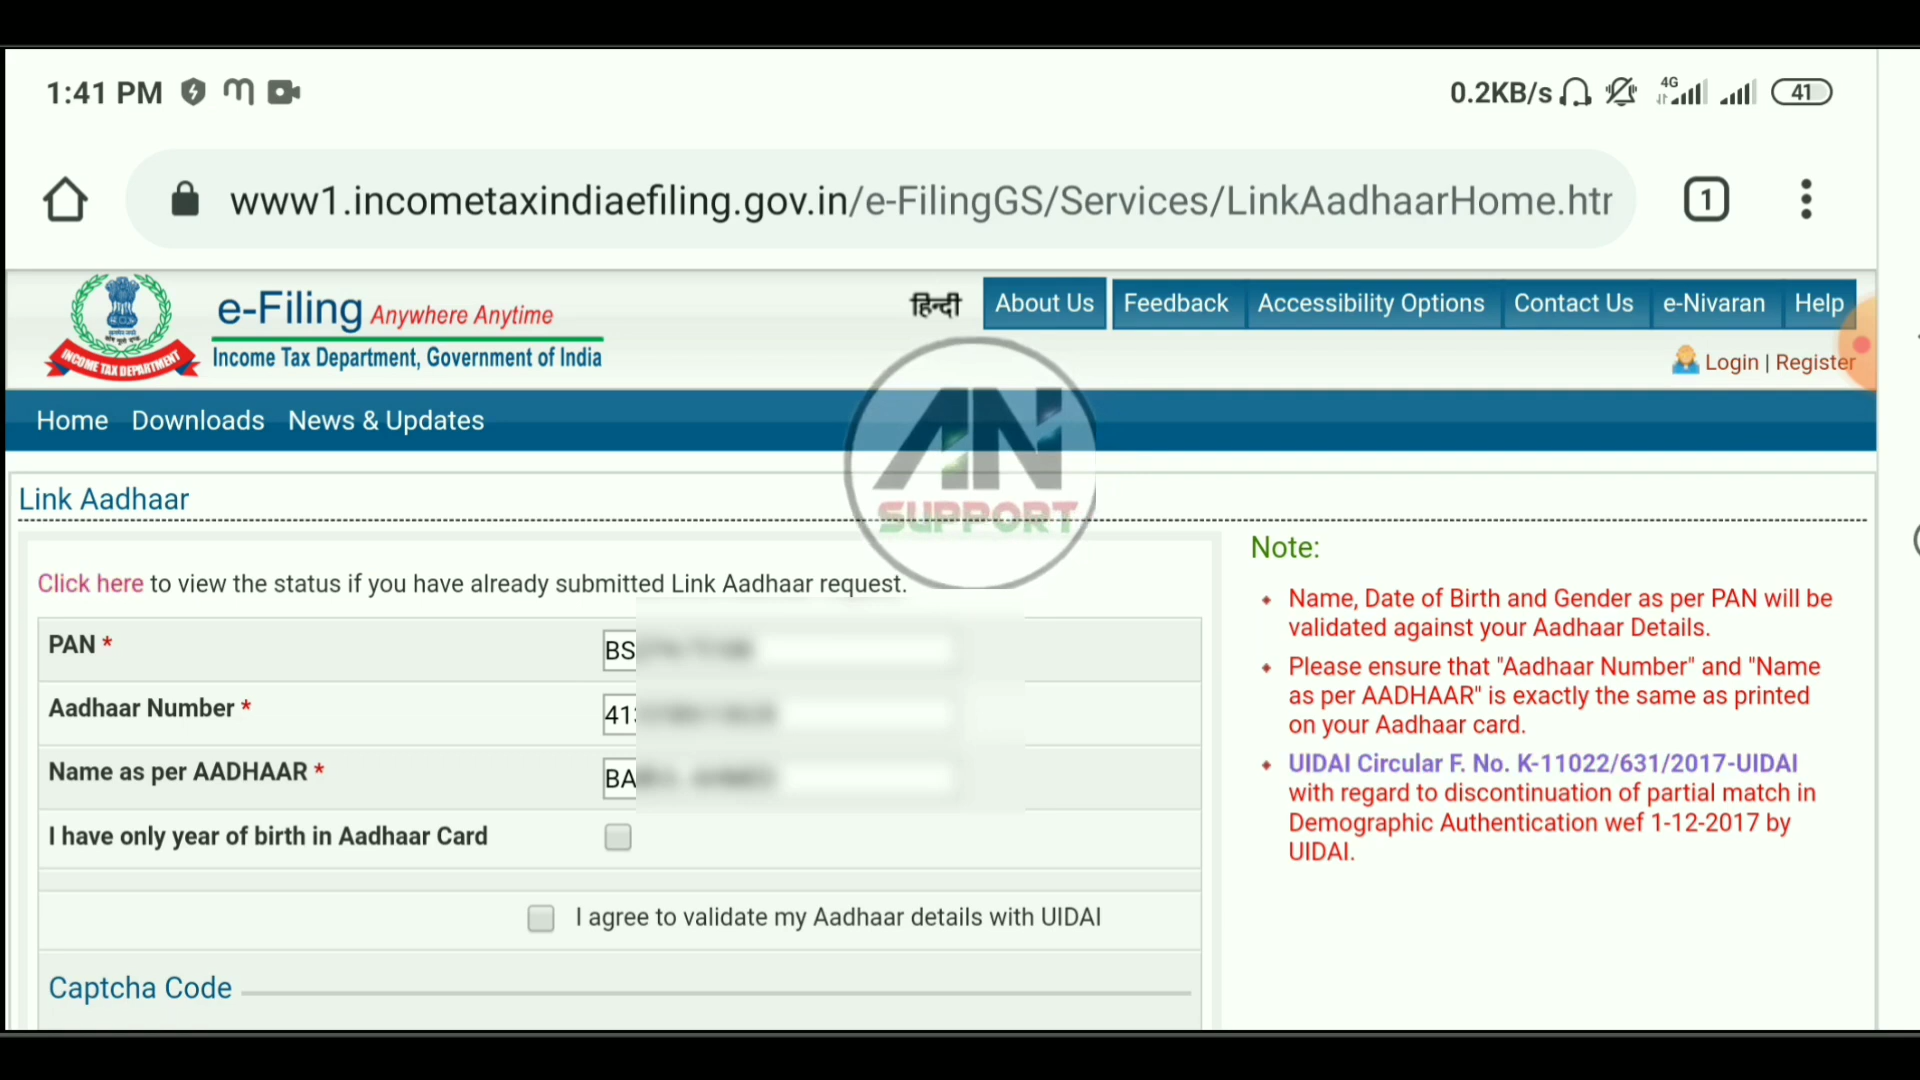 1:41 PM
0.2KB/s
4G
41
www1.incometaxindiaefiling.gov.in/e-FilingGS/Services/LinkAadhaarHome.htr
1
INCOME TAX DEPARTMENT
e-Filing Anywhere Anytime
Income Tax Department, Government of India
हिन्दी
About Us
Feedback
Accessibility Options
Contact Us
e-Nivaran
Help
Login | Register
Home
Downloads
News & Updates
AN
SUPPORT
Link Aadhaar
Click here to view the status if you have already submitted Link Aadhaar request.
PAN * BS
Aadhaar Number * 41
Name as per AADHAAR * BA
I have only year of birth in Aadhaar Card
I agree to validate my Aadhaar details with UIDAI
Captcha Code
Note:
Name, Date of Birth and Gender as per PAN will be
validated against your Aadhaar Details.
Please ensure that "Aadhaar Number" and "Name
as per AADHAAR" is exactly the same as printed
on your Aadhaar card.
UIDAI Circular F. No. K-11022/631/2017-UIDAI
with regard to discontinuation of partial match in
Demographic Authentication wef 1-12-2017 by
UIDAI.